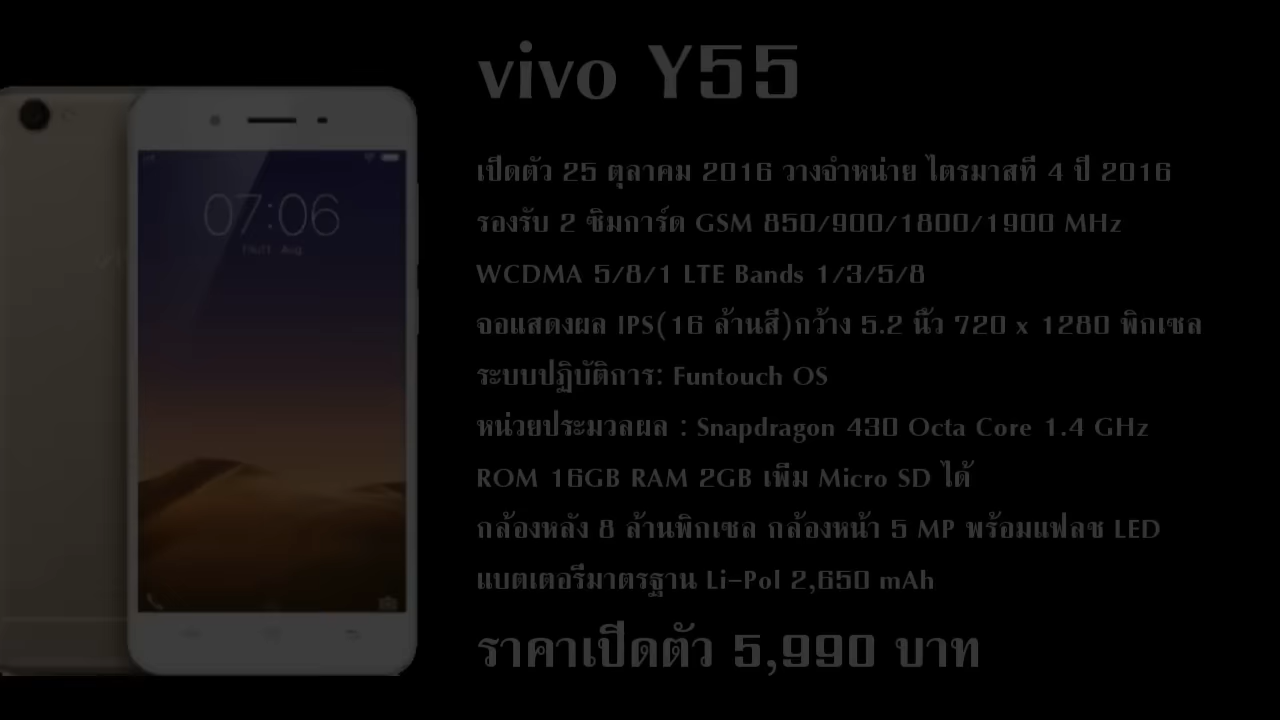 vivo Y55
เปิดตัว 25 ตุลาคม 2016 วางจำหน่าย ไตรมาสที่ 4 ปี 2016
รองรับ 2 ซิมการ์ด GSM 850/900/1800/1900 MHz
WCDMA 5/8/1 LTE Bands 1/3/5/8
จอแสดงผล IPS(16 ล้านสี)กว้าง 5.2 นิ้ว 720 x 1280 พิกเซล
ระบบปฏิบัติการ: Funtouch OS
หน่วยประมวลผล : Snapdragon 430 Octa Core 1.4 GHz
ROM 16GB RAM 2GB เพิ่ม Micro SD ได้
กล้องหลัง 8 ล้านพิกเซล กล้องหน้า 5 MP พร้อมแฟลช LED
แบตเตอรี่มาตรฐาน Li-Pol 2,650 mAh
ราคาเปิดตัว 5,990 บาท
07:06